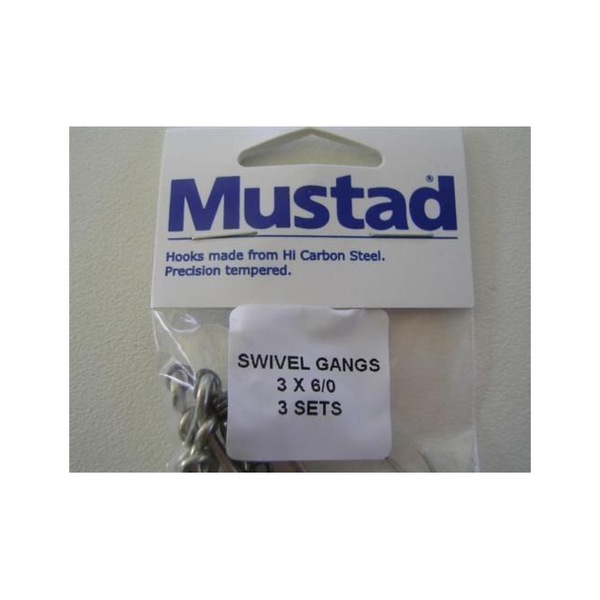 Mustad®
Hooks made from Hi Carbon Steel.
Precision tempered.
SWIVEL GANGS
3 X 6/0
3 SETS